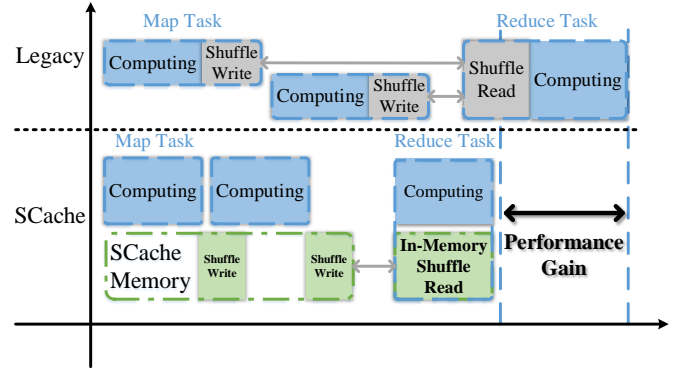 Map Task
Reduce Task
Legacy
Computing
Shuffle
Write
Computing
Shuffle
Write
Shuffle
Read
Computing
Map Task
Reduce Task
SCache
Computing
Computing
Computing
SCache
Memory
Shuffle
Write
Shuffle
Write
In-Memory
Shuffle
Read
Performance
Gain